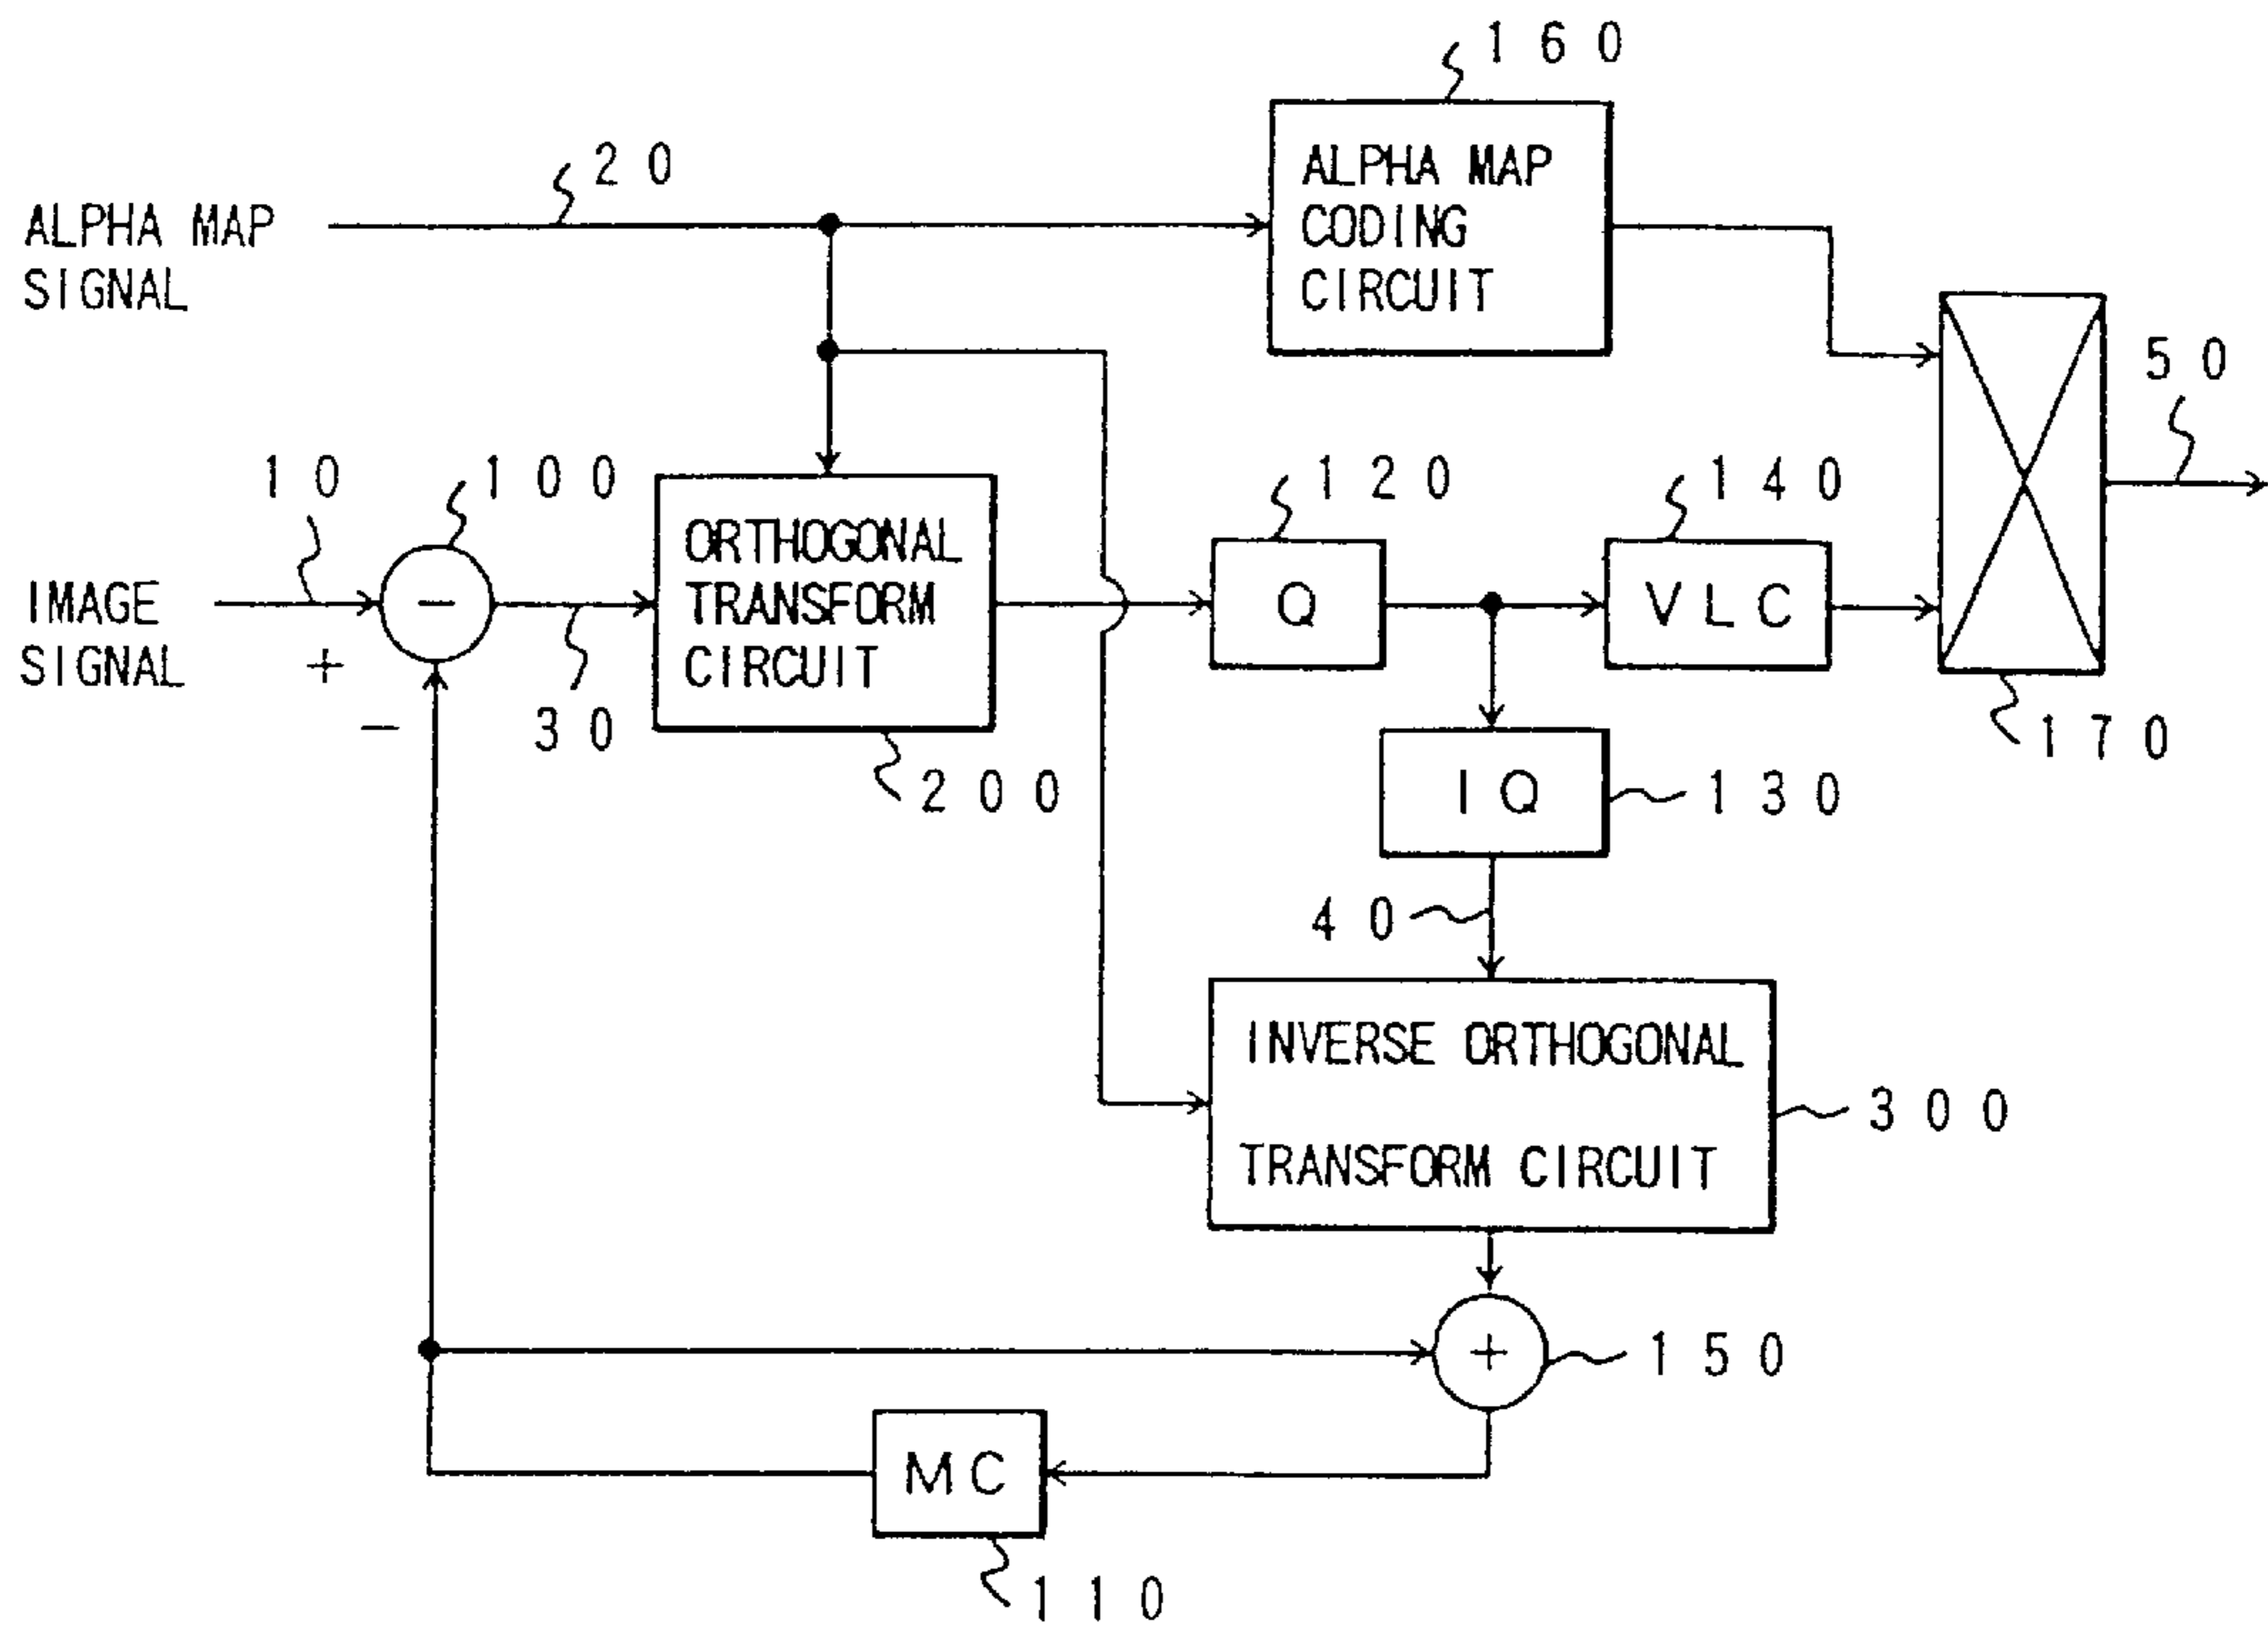 160
20
ALPHA MAP
SIGNAL
ALPHA MAP
CODING
CIRCUIT
50
10
100
120
140
IMAGE
SIGNAL
+
−
−
30
ORTHOGONAL
TRANSFORM
CIRCUIT
200
Q
VLC
170
IQ
130
40
INVERSE ORTHOGONAL
TRANSFORM CIRCUIT
300
+
150
MC
110